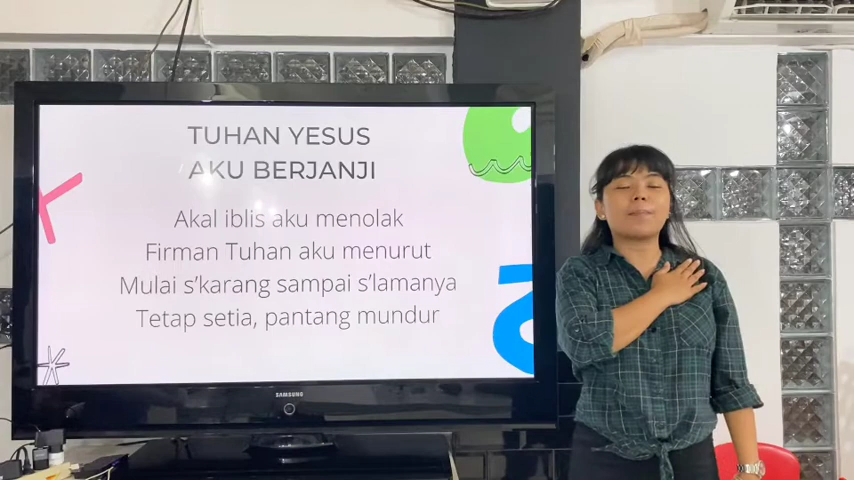 TUHAN YESUS
AKU BERJANJI
Akal iblis aku menolak
Firman Tuhan aku menurut
Mulai s'karang sampai s'lamanya
Tetap setia, pantang mundur
SAMSUNG